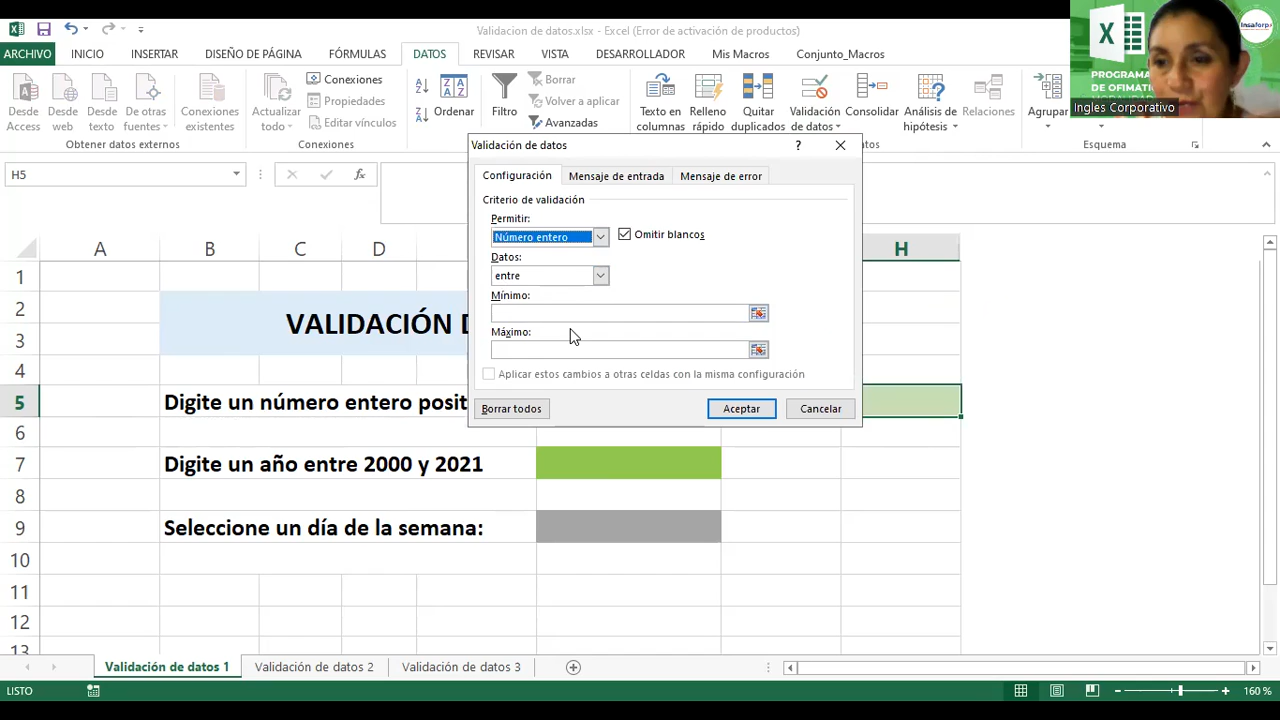 Validacion de datos.xlsx - Excel (Error de activación de productos)
ARCHIVO INICIO INSERTAR DISEÑO DE PÁGINA FÓRMULAS DATOS REVISAR VISTA DESARROLLADOR Mis Macros Conjunto_Macros
Desde Access
Desde web
Desde texto
De otras fuentes
Conexiones existentes
Actualizar todo
Conexiones
Propiedades
Editar vínculos
Ordenar
Filtro
Borrar
Volver a aplicar
Avanzadas
Texto en columnas
Relleno rápido
Quitar duplicados
Validación de datos
Consolidar
Análisis de hipótesis
Relaciones
Agrupar
Obtener datos externos
Conexiones
Esquema
PROGRAMA
DE OFIMÁTI
Insaforp
Ingles Corporativo
H5
fx
Validación de datos
?
Configuración Mensaje de entrada Mensaje de error
Criterio de validación
Permitir:
Número entero
Omitir blancos
Datos:
entre
Mínimo:
Máximo:
Aplicar estos cambios a otras celdas con la misma configuración
Borrar todos Aceptar Cancelar
A B C D H
1
2
3
4
5
6
7
8
9
10
11
12
13
VALIDACIÓN D
Digite un número entero posit
Digite un año entre 2000 y 2021
Seleccione un día de la semana:
Validación de datos 1 Validación de datos 2 Validación de datos 3
LISTO
160 %